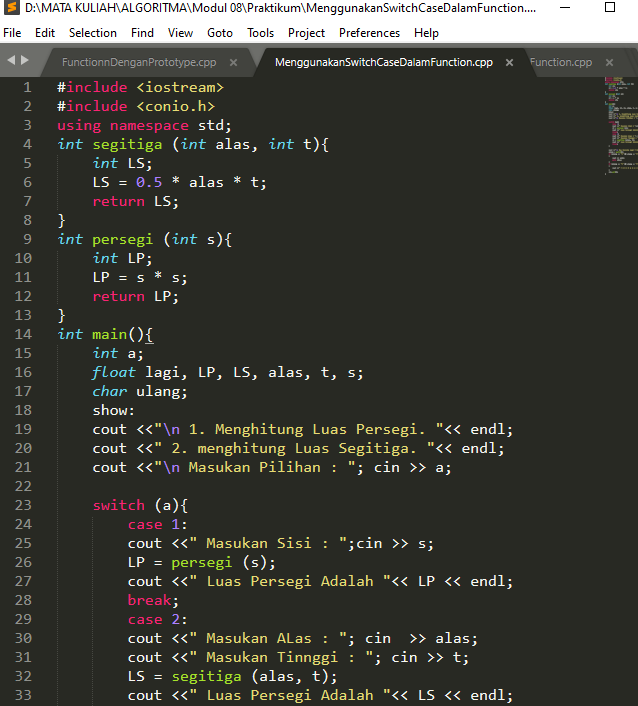 D:\MATA KULIAH\ALGORITMA\Modul 08\Praktikum\MenggunakanSwitchCaseDalamFunction....
File Edit Selection Find View Goto Tools Project Preferences Help
FunctionnDenganPrototype.cpp × MenggunakanSwitchCaseDalamFunction.cpp × Function.cpp ×
1 #include <iostream>
2 #include <conio.h>
3 using namespace std;
4 int segitiga (int alas, int t){
5 int LS;
6 LS = 0.5 * alas * t;
7 return LS;
8 }
9 int persegi (int s){
10 int LP;
11 LP = s * s;
12 return LP;
13 }
14 int main(){
15 int a;
16 float lagi, LP, LS, alas, t, s;
17 char ulang;
18 show:
19 cout <<"\n 1. Menghitung Luas Persegi. "<< endl;
20 cout <<" 2. menghitung Luas Segitiga. "<< endl;
21 cout <<"\n Masukan Pilihan : "; cin >> a;
22
23 switch (a){
24 case 1:
25 cout <<" Masukan Sisi : ";cin >> s;
26 LP = persegi (s);
27 cout <<" Luas Persegi Adalah "<< LP << endl;
28 break;
29 case 2:
30 cout <<" Masukan ALas : "; cin  >> alas;
31 cout <<" Masukan Tinnggi : "; cin >> t;
32 LS = segitiga (alas, t);
33 cout <<" Luas Persegi Adalah "<< LS << endl;